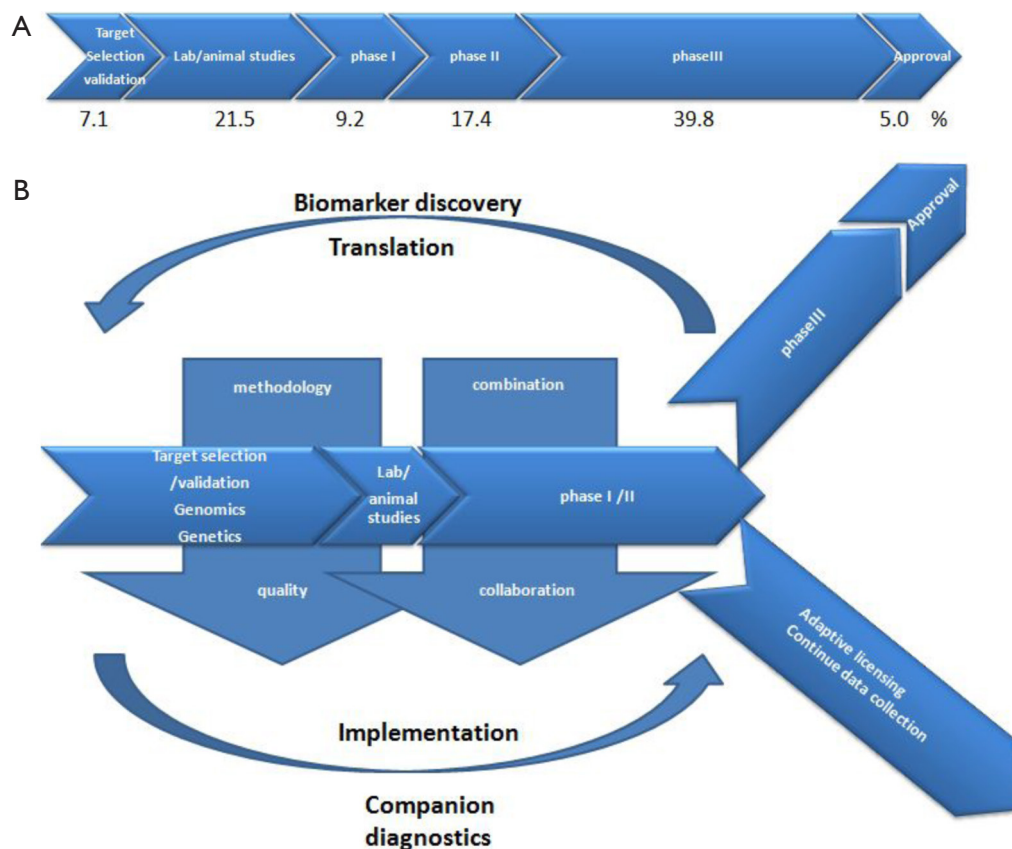 A
Target
Selection
validation
Lab/animal studies
phase I
phase II
phaseIII
Approval
7.1
21.5
9.2
17.4
39.8
5.0 %
B
Biomarker discovery
Translation
Approval
phaseIII
methodology
combination
Target selection
/validation
Genomics
Genetics
Lab/
animal
studies
phase I /II
quality
collaboration
Adaptive licensing
Continue data collection
Implementation
Companion
diagnostics